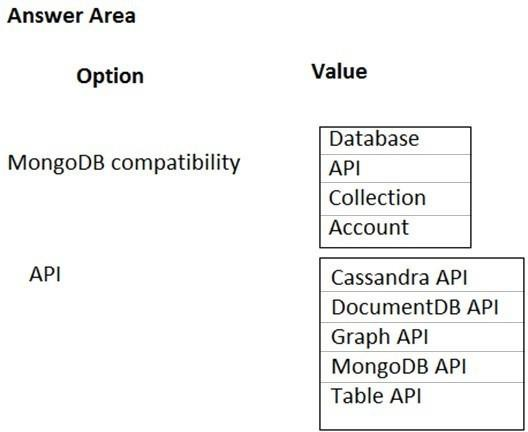 Answer Area
Option Value
MongoDB compatibility
Database
API
Collection
Account
API
Cassandra API
DocumentDB API
Graph API
MongoDB API
Table API